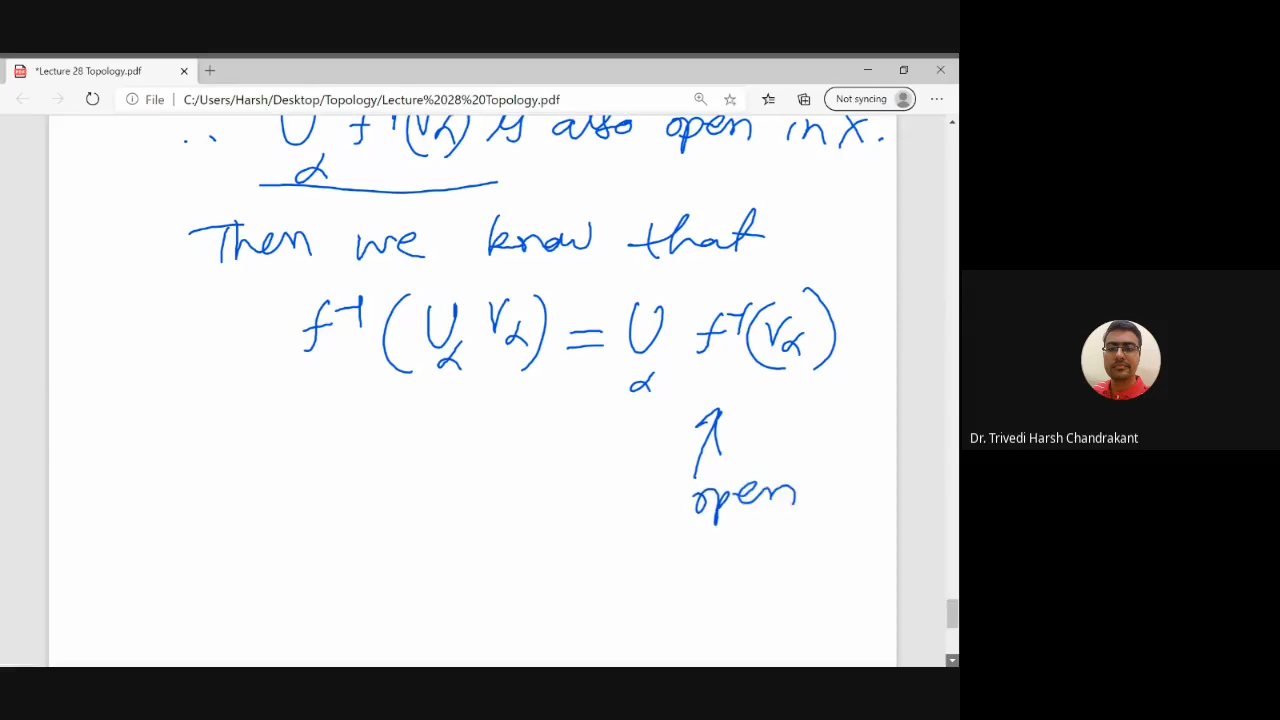 *Lecture 28 Topology.pdf
File | C:/Users/Harsh/Desktop/Topology/Lecture%2028%20Topology.pdf
Not syncing
∴ ∪_α f⁻¹(V_α) is also open in X.
Then we know that
f⁻¹(∪_α V_α) = ∪_α f⁻¹(V_α)
open
Dr. Trivedi Harsh Chandrakant